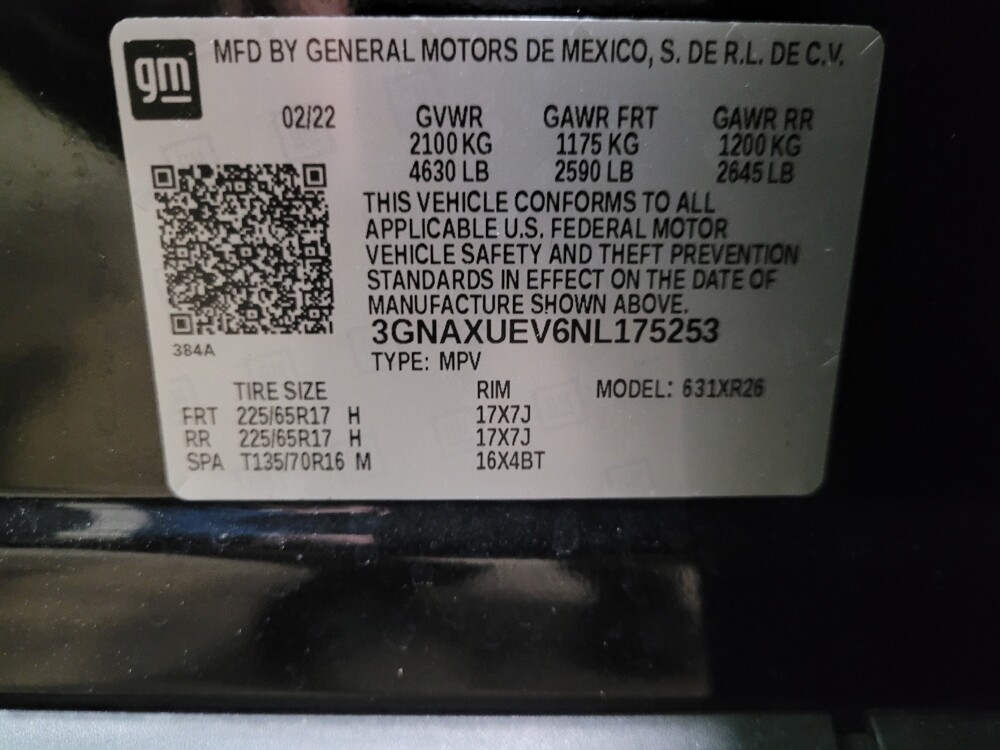 gm
MFD BY GENERAL MOTORS DE MEXICO, S. DE R.L. DE C.V.
02/22 GVWR GAWR FRT GAWR RR
2100 KG 1175 KG 1200 KG
4630 LB 2590 LB 2645 LB
THIS VEHICLE CONFORMS TO ALL
APPLICABLE U.S. FEDERAL MOTOR
VEHICLE SAFETY AND THEFT PREVENTION
STANDARDS IN EFFECT ON THE DATE OF
MANUFACTURE SHOWN ABOVE.
3GNAXUEV6NL175253
384A
TYPE: MPV
TIRE SIZE RIM MODEL: 631XR26
FRT 225/65R17 H 17X7J
RR 225/65R17 H 17X7J
SPA T135/70R16 M 16X4BT